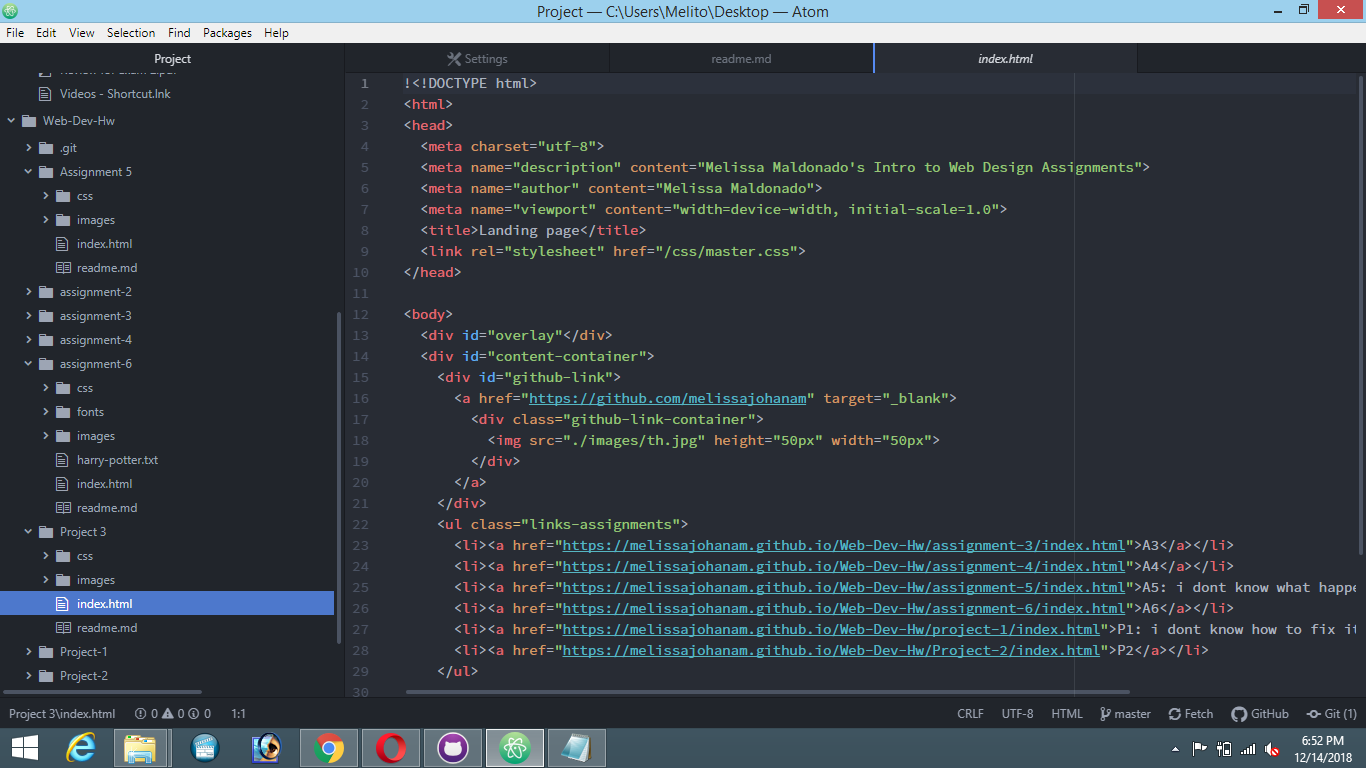 Project — C:\Users\Melito\Desktop — Atom
File Edit View Selection Find Packages Help
Project
Settings
readme.md
index.html
Videos - Shortcut.lnk
Web-Dev-Hw
.git
Assignment 5
css
images
index.html
readme.md
assignment-2
assignment-3
assignment-4
assignment-6
css
fonts
images
harry-potter.txt
index.html
readme.md
Project 3
css
images
index.html
readme.md
Project-1
Project-2
1 !<!DOCTYPE html>
2 <html>
3 <head>
4 <meta charset="utf-8">
5 <meta name="description" content="Melissa Maldonado's Intro to Web Design Assignments">
6 <meta name="author" content="Melissa Maldonado">
7 <meta name="viewport" content="width=device-width, initial-scale=1.0">
8 <title>Landing page</title>
9 <link rel="stylesheet" href="/css/master.css">
10 </head>
11
12 <body>
13 <div id="overlay"</div>
14 <div id="content-container">
15 <div id="github-link">
16 <a href="https://github.com/melissajohanam" target="_blank">
17 <div class="github-link-container">
18 <img src="./images/th.jpg" height="50px" width="50px">
19 </div>
20 </a>
21 </div>
22 <ul class="links-assignments">
23 <li><a href="https://melissajohanam.github.io/Web-Dev-Hw/assignment-3/index.html">A3</a></li>
24 <li><a href="https://melissajohanam.github.io/Web-Dev-Hw/assignment-4/index.html">A4</a></li>
25 <li><a href="https://melissajohanam.github.io/Web-Dev-Hw/assignment-5/index.html">A5: i dont know what happe
26 <li><a href="https://melissajohanam.github.io/Web-Dev-Hw/assignment-6/index.html">A6</a></li>
27 <li><a href="https://melissajohanam.github.io/Web-Dev-Hw/project-1/index.html">P1: i dont know how to fix it
28 <li><a href="https://melissajohanam.github.io/Web-Dev-Hw/Project-2/index.html">P2</a></li>
29 </ul>
30
Project 3\index.html 0 0 0 1:1 CRLF UTF-8 HTML master Fetch GitHub Git (1)
6:52 PM
12/14/2018